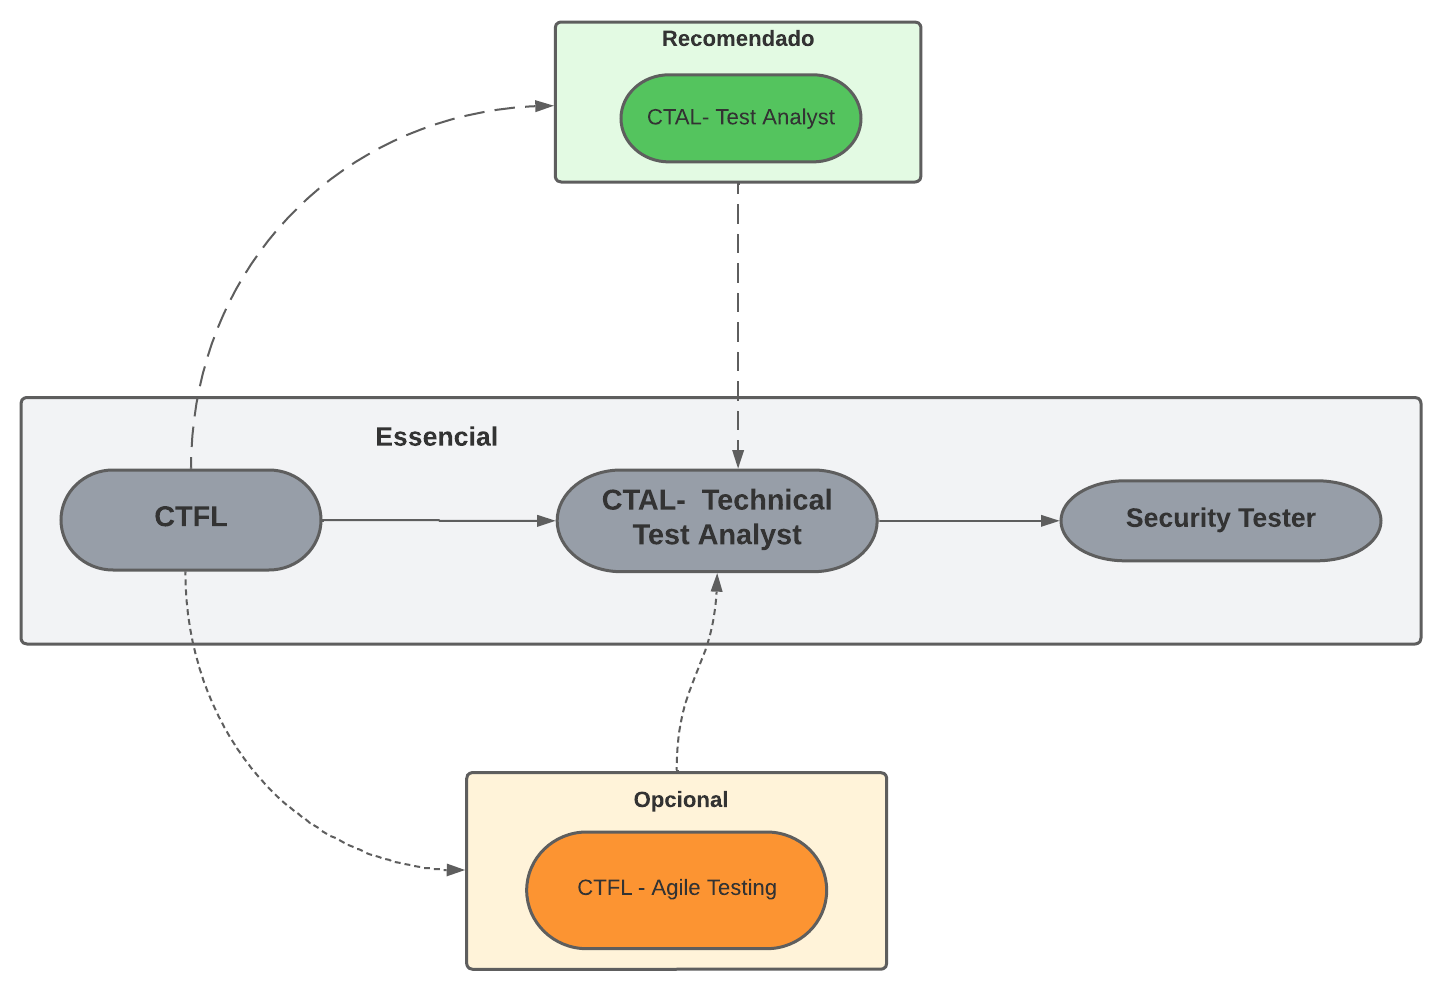 Recomendado
CTAL- Test Analyst
Essencial
CTFL
CTAL-  Technical
Test Analyst
Security Tester
Opcional
CTFL - Agile Testing